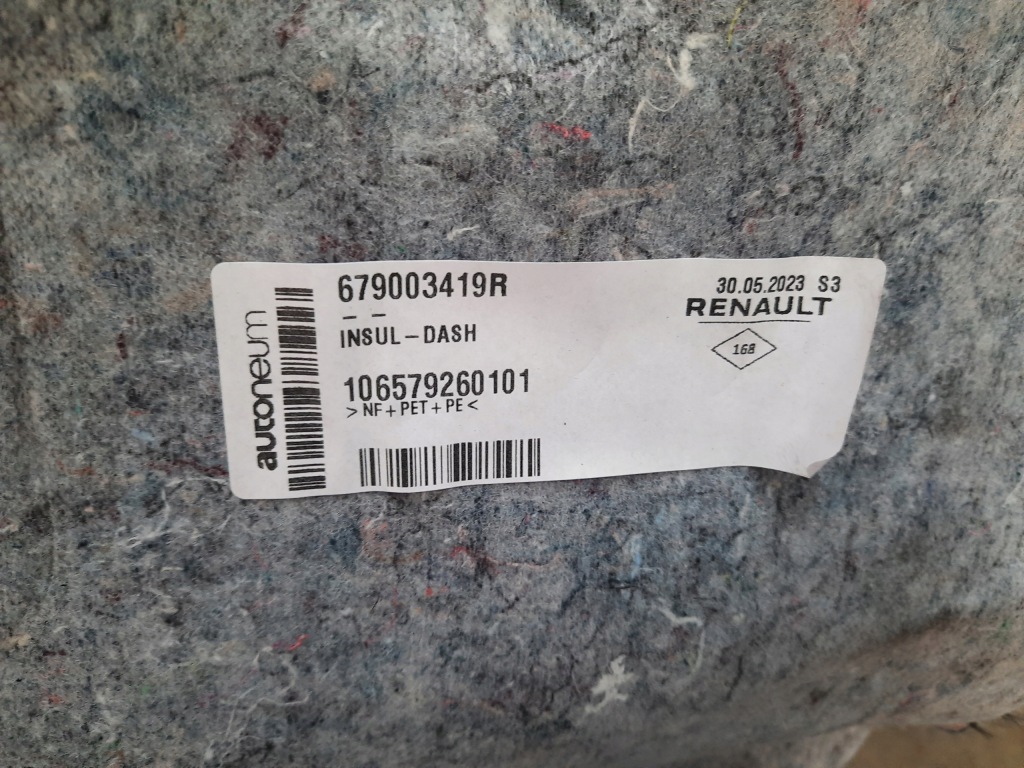 autoneum
679003419R
– –
INSUL–DASH
106579260101
>NF+PET+PE<
30.05.2023 S3
RENAULT
168